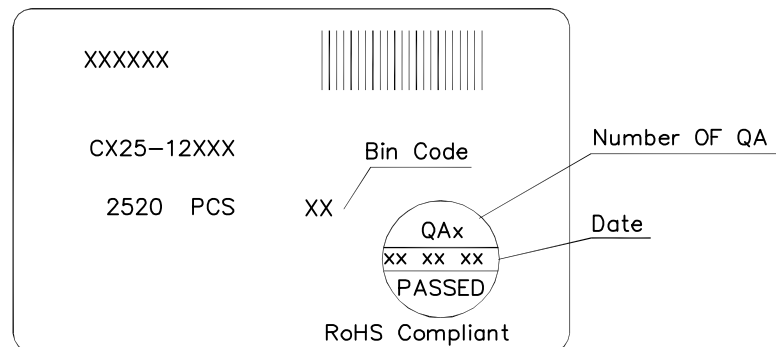 XXXXXX
CX25-12XXX
Bin Code
Number OF QA
2520 PCS
XX
QAx
Date
xx xx xx
PASSED
RoHS Compliant